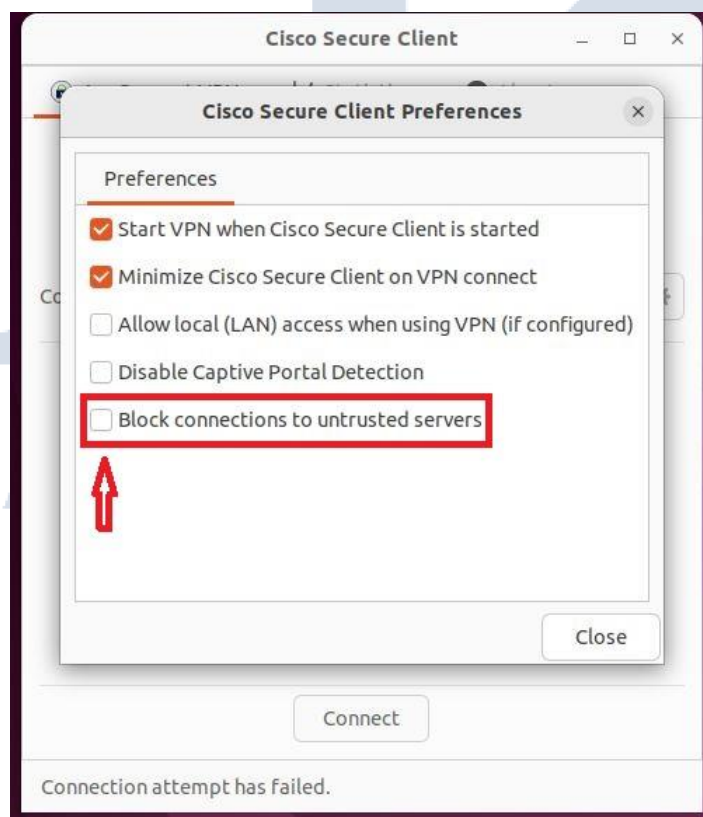 Cisco Secure Client
Cisco Secure Client Preferences
Preferences
Start VPN when Cisco Secure Client is started
Minimize Cisco Secure Client on VPN connect
Co
Allow local (LAN) access when using VPN (if configured)
Disable Captive Portal Detection
Block connections to untrusted servers
Close
Connect
Connection attempt has failed.